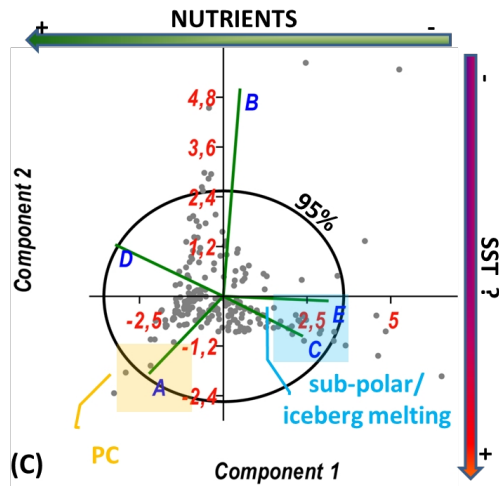 NUTRIENTS
+ -
-
4,8
B
3,6
Component 2
2,4
95%
1,2
D
SST ?
-2,5 2,5 5
E
-1,2
C
A
-2,4
sub-polar/
iceberg melting
PC
+
(C)
Component 1